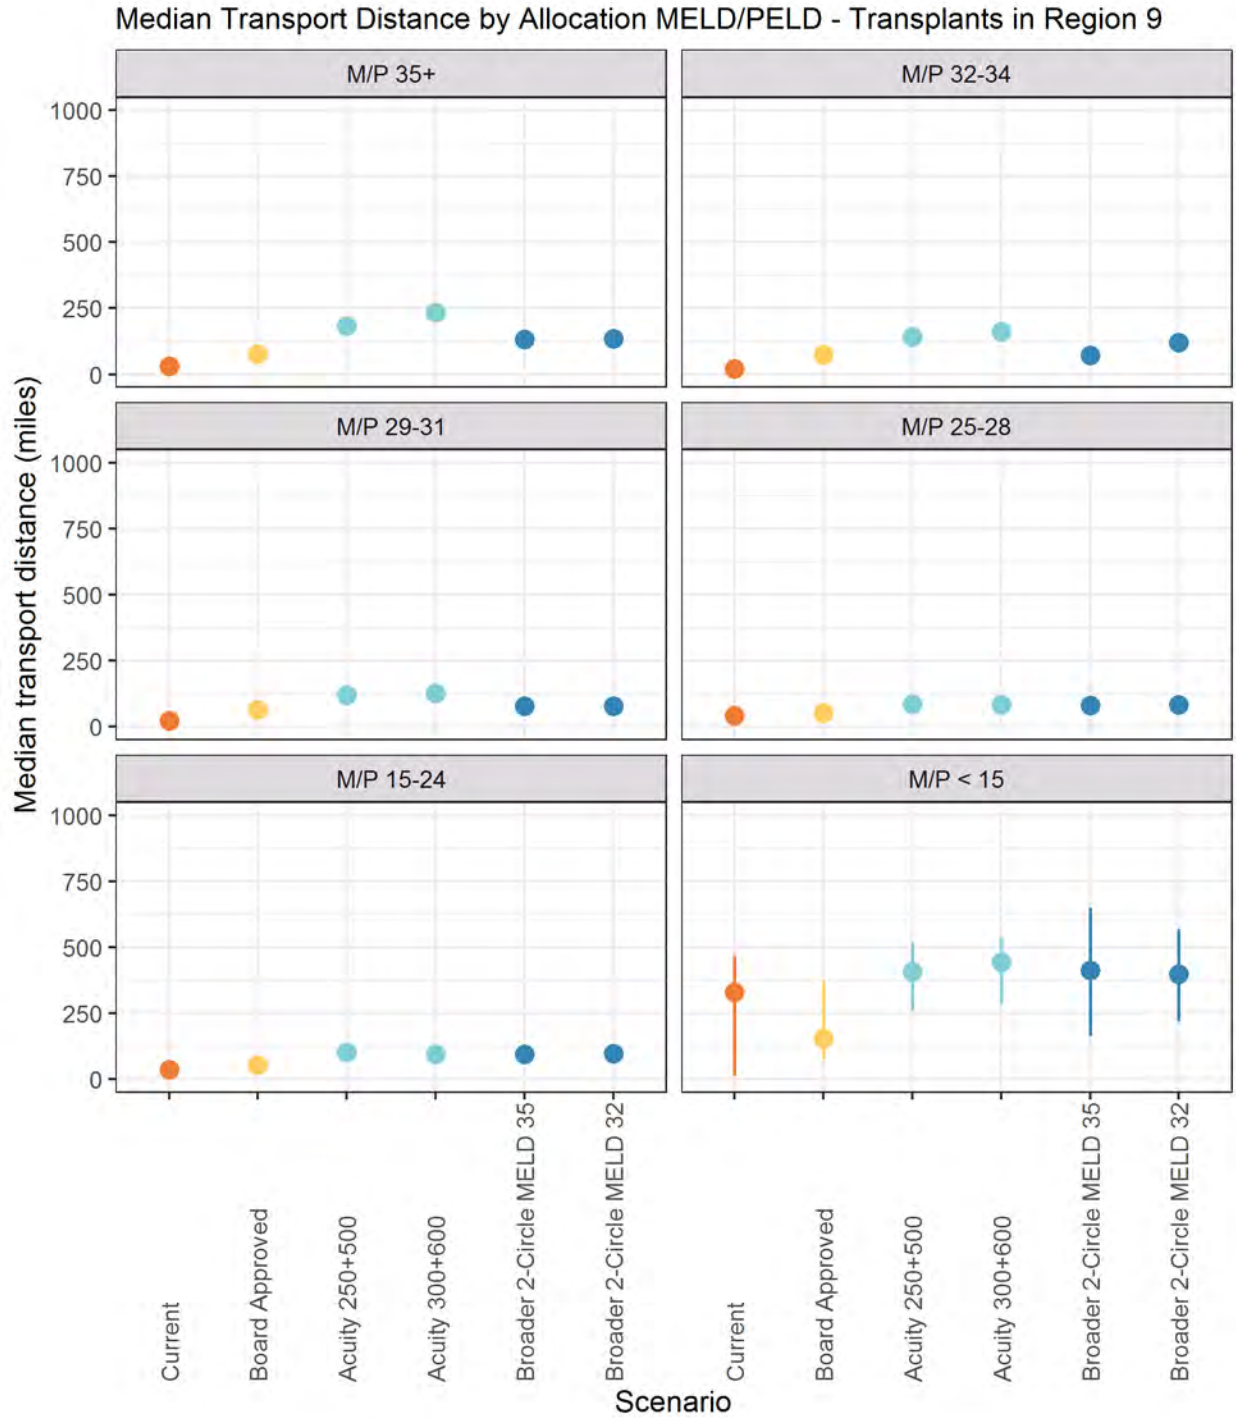 Median Transport Distance by Allocation MELD/PELD - Transplants in Region 9
M/P 35+
M/P 32-34
1000
750
500
250
0
M/P 29-31
M/P 25-28
1000
750
500
250
0
M/P 15-24
M/P < 15
1000
750
500
250
0
Median transport distance (miles)
Current
Board Approved
Acuity 250+500
Acuity 300+600
Broader 2-Circle MELD 35
Broader 2-Circle MELD 32
Current
Board Approved
Acuity 250+500
Acuity 300+600
Broader 2-Circle MELD 35
Broader 2-Circle MELD 32
Scenario